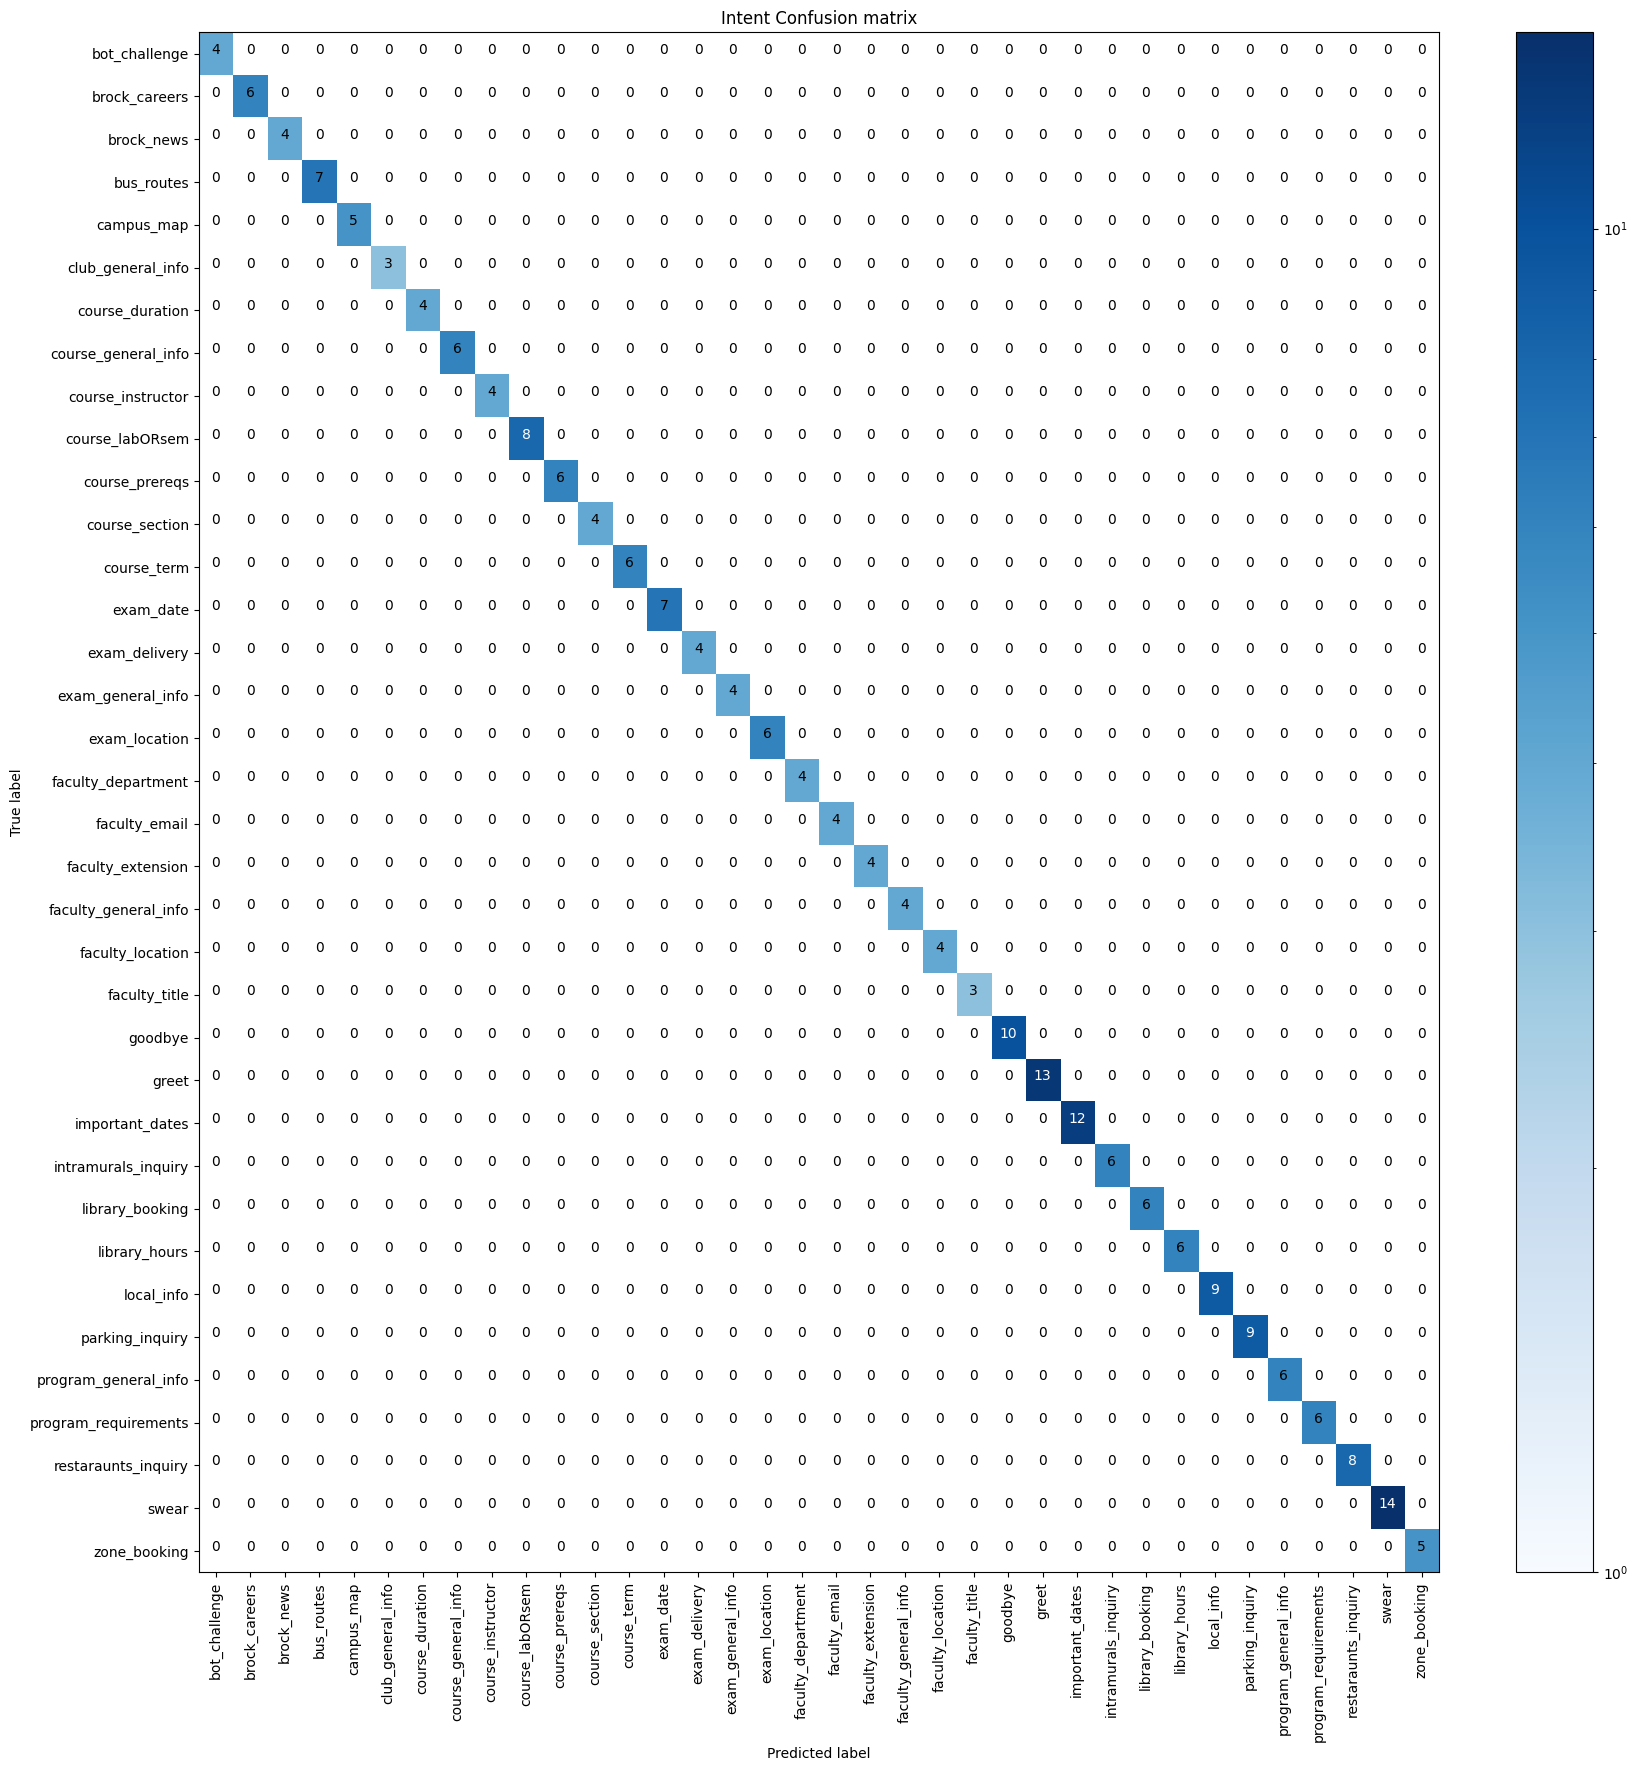 Intent Confusion matrix
bot_challenge 4 0 0 0 0 0 0 0 0 0 0 0 0 0 0 0 0 0 0 0 0 0 0 0 0 0 0 0 0 0 0 0 0 0 0 0
brock_careers 0 6 0 0 0 0 0 0 0 0 0 0 0 0 0 0 0 0 0 0 0 0 0 0 0 0 0 0 0 0 0 0 0 0 0 0
brock_news 0 0 4 0 0 0 0 0 0 0 0 0 0 0 0 0 0 0 0 0 0 0 0 0 0 0 0 0 0 0 0 0 0 0 0 0
bus_routes 0 0 0 7 0 0 0 0 0 0 0 0 0 0 0 0 0 0 0 0 0 0 0 0 0 0 0 0 0 0 0 0 0 0 0 0
campus_map 0 0 0 0 5 0 0 0 0 0 0 0 0 0 0 0 0 0 0 0 0 0 0 0 0 0 0 0 0 0 0 0 0 0 0 0
club_general_info 0 0 0 0 0 3 0 0 0 0 0 0 0 0 0 0 0 0 0 0 0 0 0 0 0 0 0 0 0 0 0 0 0 0 0 0
course_duration 0 0 0 0 0 0 4 0 0 0 0 0 0 0 0 0 0 0 0 0 0 0 0 0 0 0 0 0 0 0 0 0 0 0 0 0
course_general_info 0 0 0 0 0 0 0 6 0 0 0 0 0 0 0 0 0 0 0 0 0 0 0 0 0 0 0 0 0 0 0 0 0 0 0 0
course_instructor 0 0 0 0 0 0 0 0 4 0 0 0 0 0 0 0 0 0 0 0 0 0 0 0 0 0 0 0 0 0 0 0 0 0 0 0
course_labORsem 0 0 0 0 0 0 0 0 0 8 0 0 0 0 0 0 0 0 0 0 0 0 0 0 0 0 0 0 0 0 0 0 0 0 0 0
course_prereqs 0 0 0 0 0 0 0 0 0 0 6 0 0 0 0 0 0 0 0 0 0 0 0 0 0 0 0 0 0 0 0 0 0 0 0 0
course_section 0 0 0 0 0 0 0 0 0 0 0 4 0 0 0 0 0 0 0 0 0 0 0 0 0 0 0 0 0 0 0 0 0 0 0 0
course_term 0 0 0 0 0 0 0 0 0 0 0 0 6 0 0 0 0 0 0 0 0 0 0 0 0 0 0 0 0 0 0 0 0 0 0 0
exam_date 0 0 0 0 0 0 0 0 0 0 0 0 0 7 0 0 0 0 0 0 0 0 0 0 0 0 0 0 0 0 0 0 0 0 0 0
exam_delivery 0 0 0 0 0 0 0 0 0 0 0 0 0 0 4 0 0 0 0 0 0 0 0 0 0 0 0 0 0 0 0 0 0 0 0 0
exam_general_info 0 0 0 0 0 0 0 0 0 0 0 0 0 0 0 4 0 0 0 0 0 0 0 0 0 0 0 0 0 0 0 0 0 0 0 0
exam_location 0 0 0 0 0 0 0 0 0 0 0 0 0 0 0 0 6 0 0 0 0 0 0 0 0 0 0 0 0 0 0 0 0 0 0 0
faculty_department 0 0 0 0 0 0 0 0 0 0 0 0 0 0 0 0 0 4 0 0 0 0 0 0 0 0 0 0 0 0 0 0 0 0 0 0
faculty_email 0 0 0 0 0 0 0 0 0 0 0 0 0 0 0 0 0 0 4 0 0 0 0 0 0 0 0 0 0 0 0 0 0 0 0 0
faculty_extension 0 0 0 0 0 0 0 0 0 0 0 0 0 0 0 0 0 0 0 4 0 0 0 0 0 0 0 0 0 0 0 0 0 0 0 0
faculty_general_info 0 0 0 0 0 0 0 0 0 0 0 0 0 0 0 0 0 0 0 0 4 0 0 0 0 0 0 0 0 0 0 0 0 0 0 0
faculty_location 0 0 0 0 0 0 0 0 0 0 0 0 0 0 0 0 0 0 0 0 0 4 0 0 0 0 0 0 0 0 0 0 0 0 0 0
faculty_title 0 0 0 0 0 0 0 0 0 0 0 0 0 0 0 0 0 0 0 0 0 0 3 0 0 0 0 0 0 0 0 0 0 0 0 0
goodbye 0 0 0 0 0 0 0 0 0 0 0 0 0 0 0 0 0 0 0 0 0 0 0 10 0 0 0 0 0 0 0 0 0 0 0 0
greet 0 0 0 0 0 0 0 0 0 0 0 0 0 0 0 0 0 0 0 0 0 0 0 0 13 0 0 0 0 0 0 0 0 0 0 0
important_dates 0 0 0 0 0 0 0 0 0 0 0 0 0 0 0 0 0 0 0 0 0 0 0 0 0 12 0 0 0 0 0 0 0 0 0 0
intramurals_inquiry 0 0 0 0 0 0 0 0 0 0 0 0 0 0 0 0 0 0 0 0 0 0 0 0 0 0 6 0 0 0 0 0 0 0 0 0
library_booking 0 0 0 0 0 0 0 0 0 0 0 0 0 0 0 0 0 0 0 0 0 0 0 0 0 0 0 6 0 0 0 0 0 0 0 0
library_hours 0 0 0 0 0 0 0 0 0 0 0 0 0 0 0 0 0 0 0 0 0 0 0 0 0 0 0 0 6 0 0 0 0 0 0 0
local_info 0 0 0 0 0 0 0 0 0 0 0 0 0 0 0 0 0 0 0 0 0 0 0 0 0 0 0 0 0 9 0 0 0 0 0 0
parking_inquiry 0 0 0 0 0 0 0 0 0 0 0 0 0 0 0 0 0 0 0 0 0 0 0 0 0 0 0 0 0 0 9 0 0 0 0 0
program_general_info 0 0 0 0 0 0 0 0 0 0 0 0 0 0 0 0 0 0 0 0 0 0 0 0 0 0 0 0 0 0 0 6 0 0 0 0
program_requirements 0 0 0 0 0 0 0 0 0 0 0 0 0 0 0 0 0 0 0 0 0 0 0 0 0 0 0 0 0 0 0 0 6 0 0 0
restaraunts_inquiry 0 0 0 0 0 0 0 0 0 0 0 0 0 0 0 0 0 0 0 0 0 0 0 0 0 0 0 0 0 0 0 0 0 8 0 0
swear 0 0 0 0 0 0 0 0 0 0 0 0 0 0 0 0 0 0 0 0 0 0 0 0 0 0 0 0 0 0 0 0 0 0 14 0
zone_booking 0 0 0 0 0 0 0 0 0 0 0 0 0 0 0 0 0 0 0 0 0 0 0 0 0 0 0 0 0 0 0 0 0 0 0 5
True label
bot_challenge
brock_careers
brock_news
bus_routes
campus_map
club_general_info
course_duration
course_general_info
course_instructor
course_labORsem
course_prereqs
course_section
course_term
exam_date
exam_delivery
exam_general_info
exam_location
faculty_department
faculty_email
faculty_extension
faculty_general_info
faculty_location
faculty_title
goodbye
greet
important_dates
intramurals_inquiry
library_booking
library_hours
local_info
parking_inquiry
program_general_info
program_requirements
restaraunts_inquiry
swear
zone_booking
Predicted label
10¹
10⁰